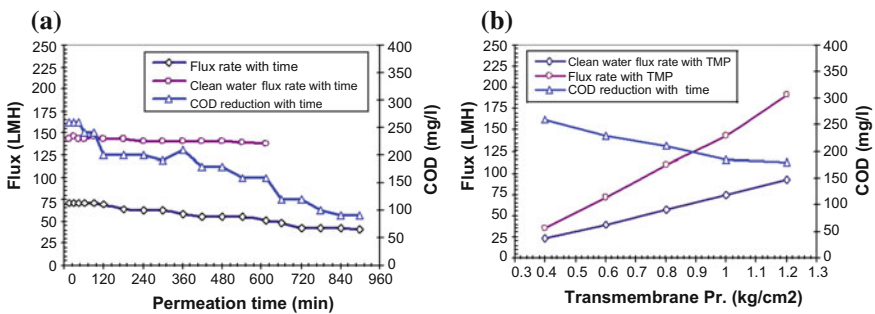 (a)
250
225
200
175
150
125
100
75
50
25
0
Flux (LMH)
400
350
300
250
200
150
100
50
0
COD (mg/l)
Flux rate with time
Clean water flux rate with time
COD reduction with time
0 120 240 360 480 600 720 840 960
Permeation time (min)
(b)
250
225
200
175
150
125
100
75
50
25
0
Flux (LMH)
400
350
300
250
200
150
100
50
0
COD (mg/l)
Clean water flux rate with TMP
Flux rate with TMP
COD reduction with time
0.3 0.4 0.5 0.6 0.7 0.8 0.9 1 1.1 1.2 1.3
Transmembrane Pr. (kg/cm2)